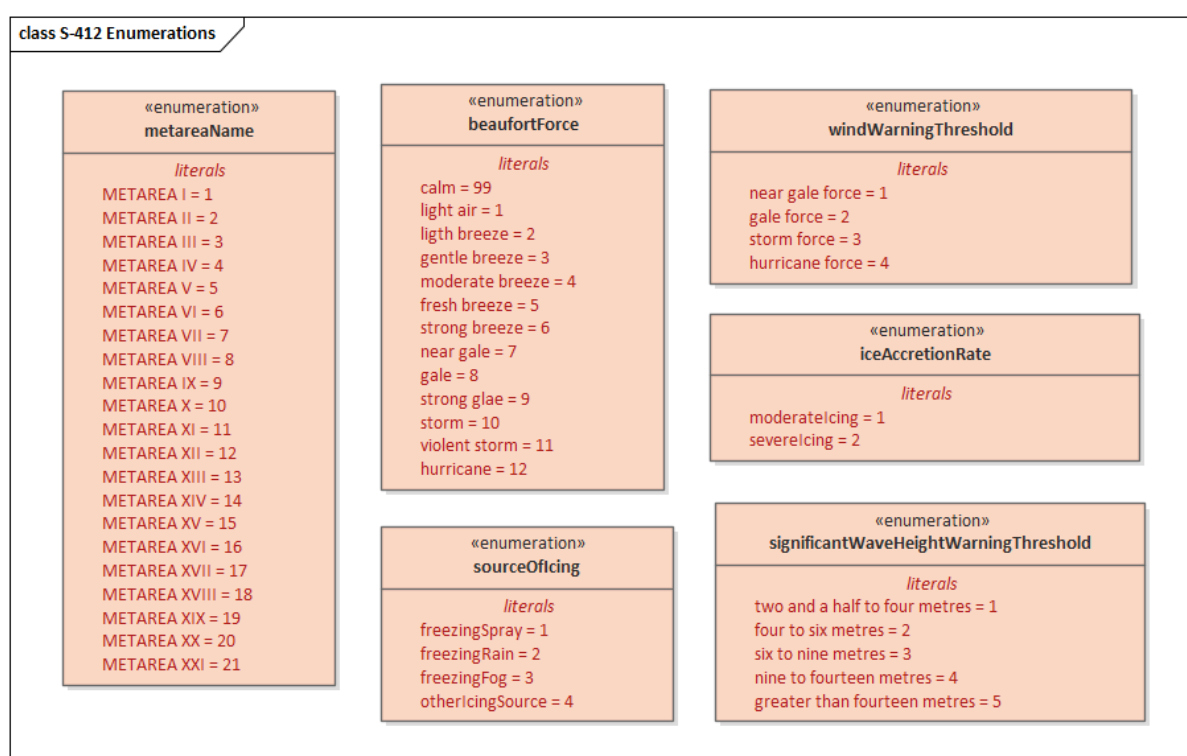 class S-412 Enumerations
«enumeration»
metareaName
literals
METAREA I = 1
METAREA II = 2
METAREA III = 3
METAREA IV = 4
METAREA V = 5
METAREA VI = 6
METAREA VII = 7
METAREA VIII = 8
METAREA IX = 9
METAREA X = 10
METAREA XI = 11
METAREA XII = 12
METAREA XIII = 13
METAREA XIV = 14
METAREA XV = 15
METAREA XVI = 16
METAREA XVII = 17
METAREA XVIII = 18
METAREA XIX = 19
METAREA XX = 20
METAREA XXI = 21
«enumeration»
beaufortForce
literals
calm = 99
light air = 1
ligth breeze = 2
gentle breeze = 3
moderate breeze = 4
fresh breeze = 5
strong breeze = 6
near gale = 7
gale = 8
strong glae = 9
storm = 10
violent storm = 11
hurricane = 12
«enumeration»
sourceOfIcing
literals
freezingSpray = 1
freezingRain = 2
freezingFog = 3
otherIcingSource = 4
«enumeration»
windWarningThreshold
literals
near gale force = 1
gale force = 2
storm force = 3
hurricane force = 4
«enumeration»
iceAccretionRate
literals
moderateIcing = 1
severeIcing = 2
«enumeration»
significantWaveHeightWarningThreshold
literals
two and a half to four metres = 1
four to six metres = 2
six to nine metres = 3
nine to fourteen metres = 4
greater than fourteen metres = 5